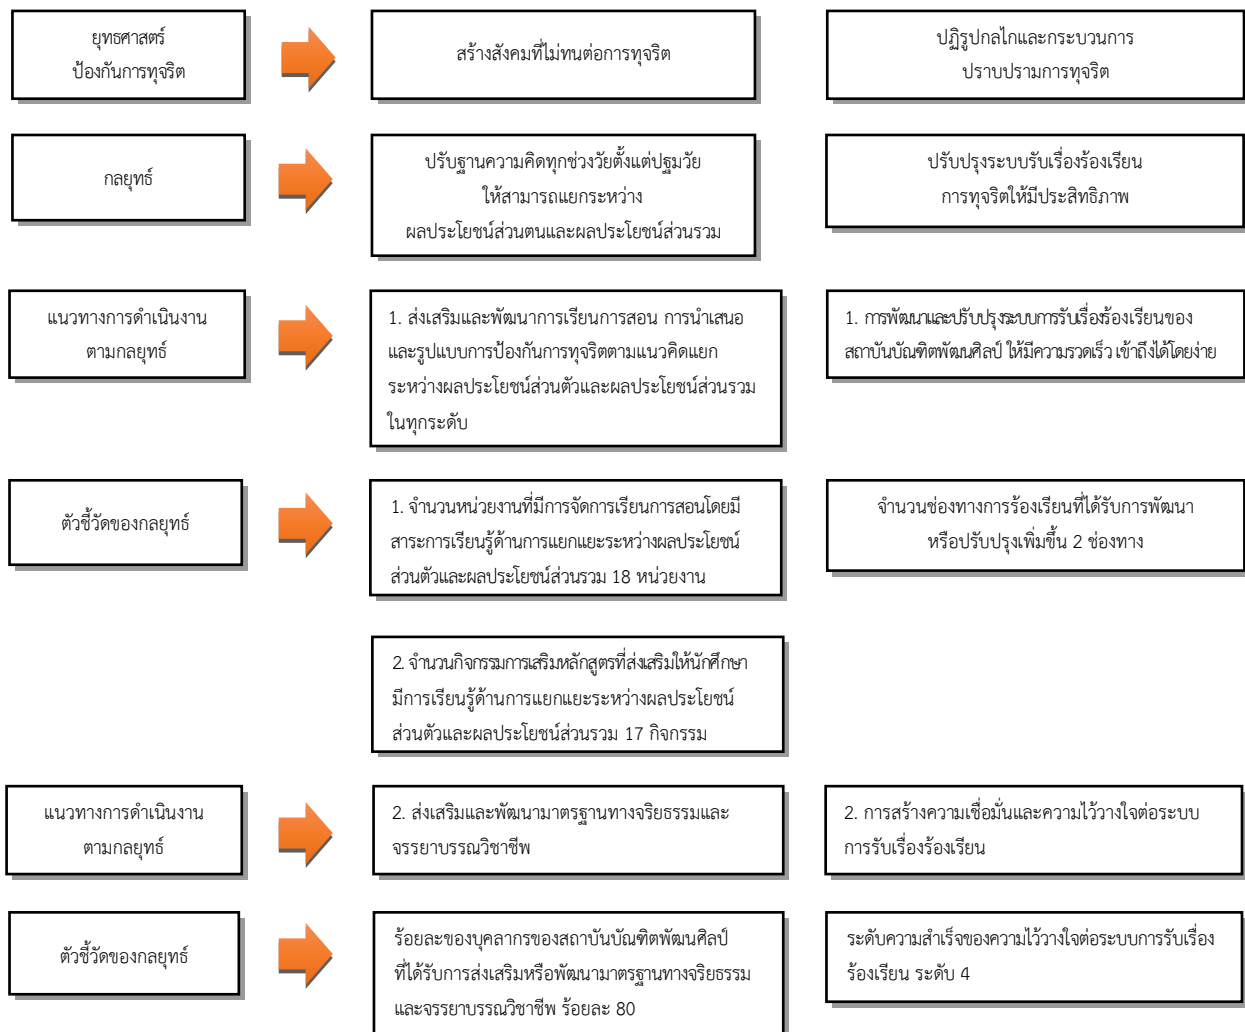 ยุทธศาสตร์
ป้องกันการทุจริต
สร้างสังคมที่ไม่ทนต่อการทุจริต
ปฏิรูปกลไกและกระบวนการ
ปราบปรามการทุจริต
กลยุทธ์
ปรับฐานความคิดทุกช่วงวัยตั้งแต่ปฐมวัย
ให้สามารถแยกระหว่าง
ผลประโยชน์ส่วนตนและผลประโยชน์ส่วนรวม
ปรับปรุงระบบรับเรื่องร้องเรียน
การทุจริตให้มีประสิทธิภาพ
แนวทางการดำเนินงาน
ตามกลยุทธ์
1. ส่งเสริมและพัฒนาการเรียนการสอน การนำเสนอ
และรูปแบบการป้องกันการทุจริตตามแนวคิดแยก
ระหว่างผลประโยชน์ส่วนตัวและผลประโยชน์ส่วนรวม
ในทุกระดับ
1. การพัฒนาและปรับปรุงระบบการรับเรื่องร้องเรียนของ
สถาบันบัณฑิตพัฒนศิลป์ ให้มีความรวดเร็ว เข้าถึงได้โดยง่าย
ตัวชี้วัดของกลยุทธ์
1. จำนวนหน่วยงานที่มีการจัดการเรียนการสอนโดยมี
สาระการเรียนรู้ด้านการแยกแยะระหว่างผลประโยชน์
ส่วนตัวและผลประโยชน์ส่วนรวม 18 หน่วยงาน
จำนวนช่องทางการร้องเรียนที่ได้รับการพัฒนา
หรือปรับปรุงเพิ่มขึ้น 2 ช่องทาง
2. จำนวนกิจกรรมการเสริมหลักสูตรที่ส่งเสริมให้นักศึกษา
มีการเรียนรู้ด้านการแยกแยะระหว่างผลประโยชน์
ส่วนตัวและผลประโยชน์ส่วนรวม 17 กิจกรรม
แนวทางการดำเนินงาน
ตามกลยุทธ์
2. ส่งเสริมและพัฒนามาตรฐานทางจริยธรรมและ
จรรยาบรรณวิชาชีพ
2. การสร้างความเชื่อมั่นและความไว้วางใจต่อระบบ
การรับเรื่องร้องเรียน
ตัวชี้วัดของกลยุทธ์
ร้อยละของบุคลากรของสถาบันบัณฑิตพัฒนศิลป์
ที่ได้รับการส่งเสริมหรือพัฒนามาตรฐานทางจริยธรรม
และจรรยาบรรณวิชาชีพ ร้อยละ 80
ระดับความสำเร็จของความไว้วางใจต่อระบบการรับเรื่อง
ร้องเรียน ระดับ 4